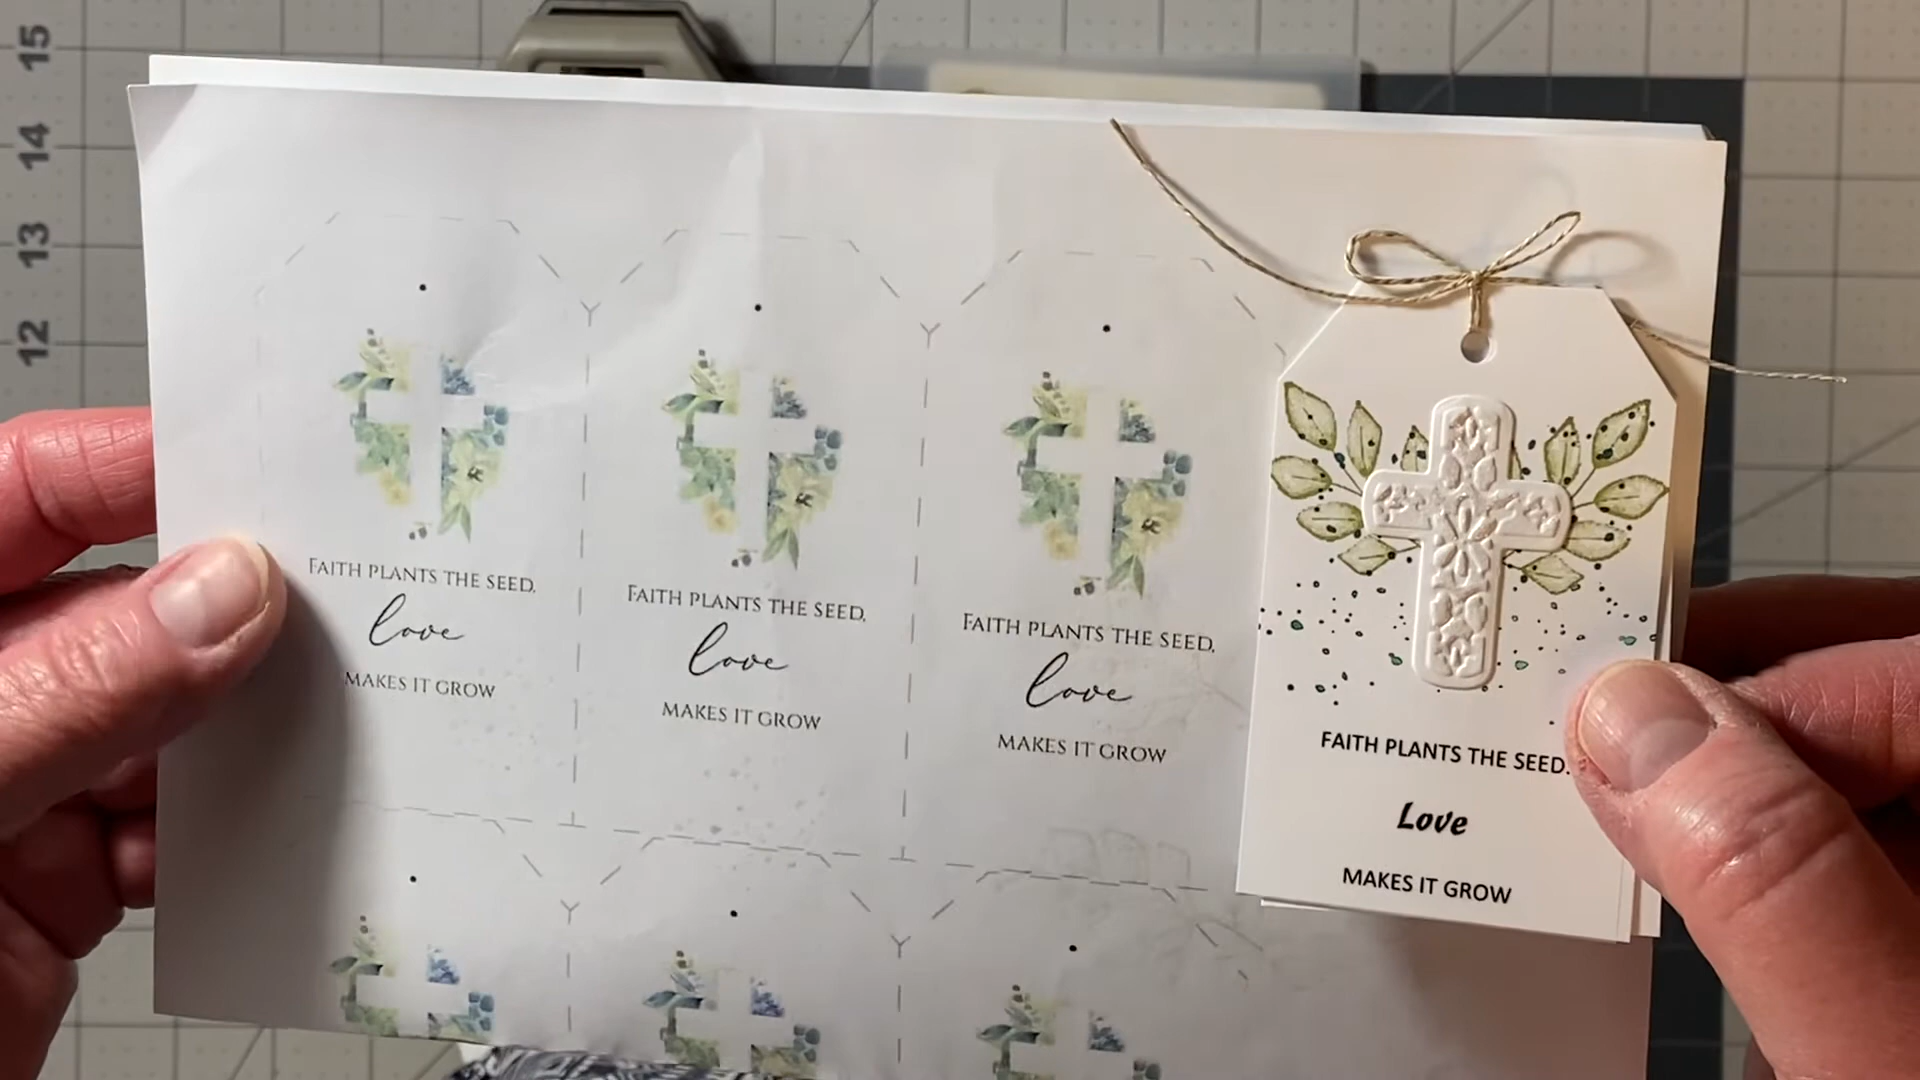 15
14
13
12
FAITH PLANTS THE SEED,
love
MAKES IT GROW
FAITH PLANTS THE SEED,
love
MAKES IT GROW
FAITH PLANTS THE SEED,
love
MAKES IT GROW
FAITH PLANTS THE SEED.
Love
MAKES IT GROW